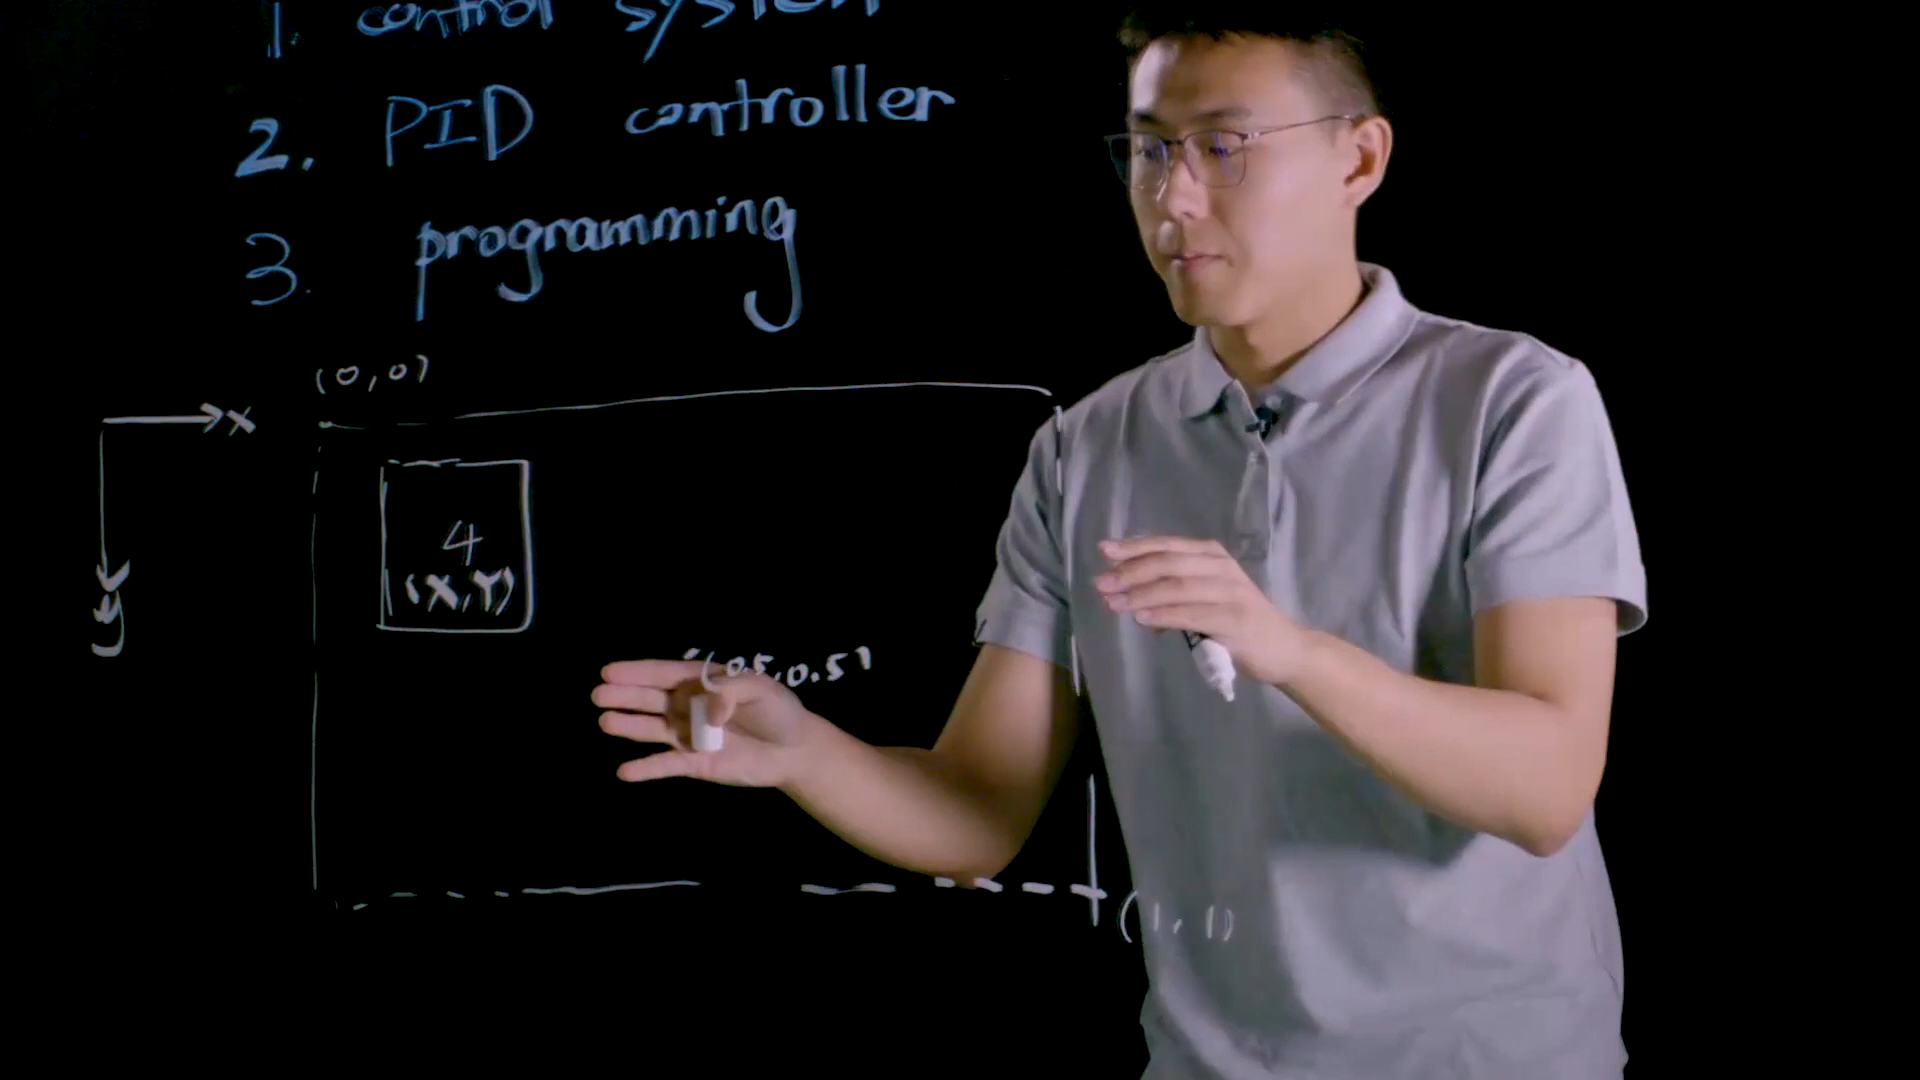 1. control system
2. PID controller
3. programming
(0,0)
x
4
(X,Y)
y
(0.5,0.5)
(1,1)